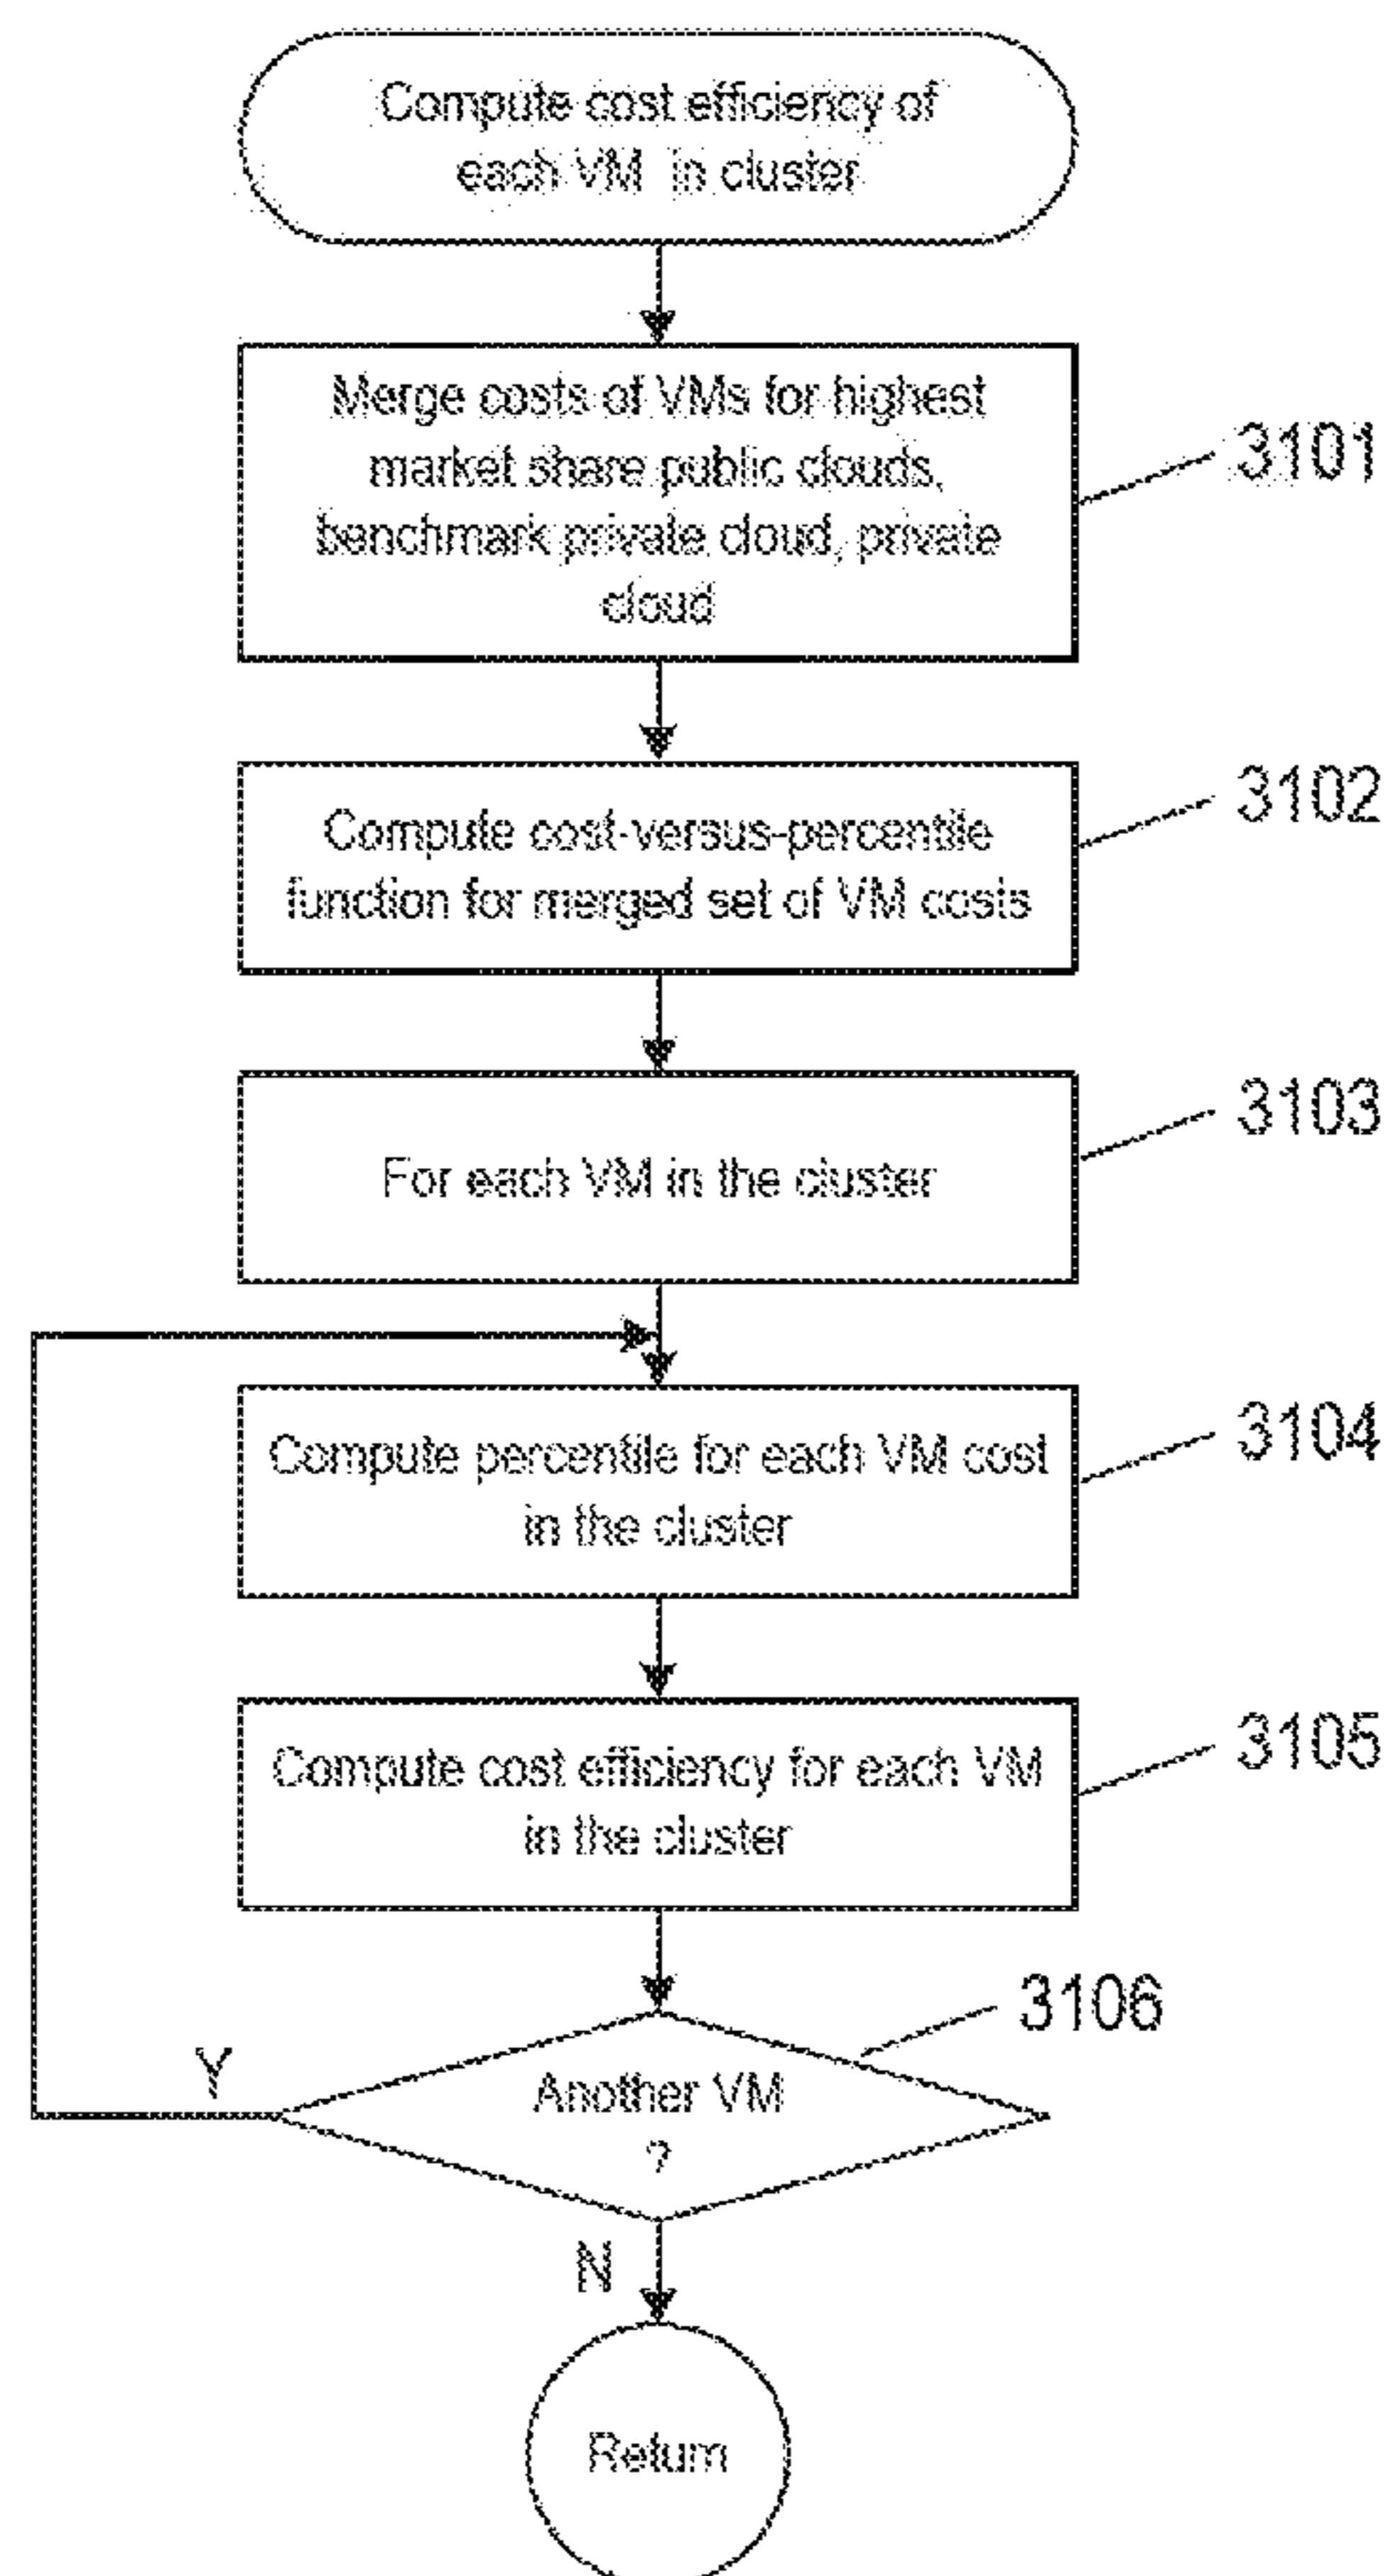 Compute cost efficiency of
each VM in cluster
Merge costs of VMs for highest
market share public clouds,
benchmark private cloud, private
cloud
3101
Compute cost-versus-percentile
function for merged set of VM costs
3102
For each VM in the cluster
3103
Compute percentile for each VM cost
in the cluster
3104
Compute cost efficiency for each VM
in the cluster
3105
Another VM
?
3106
Y
N
Return